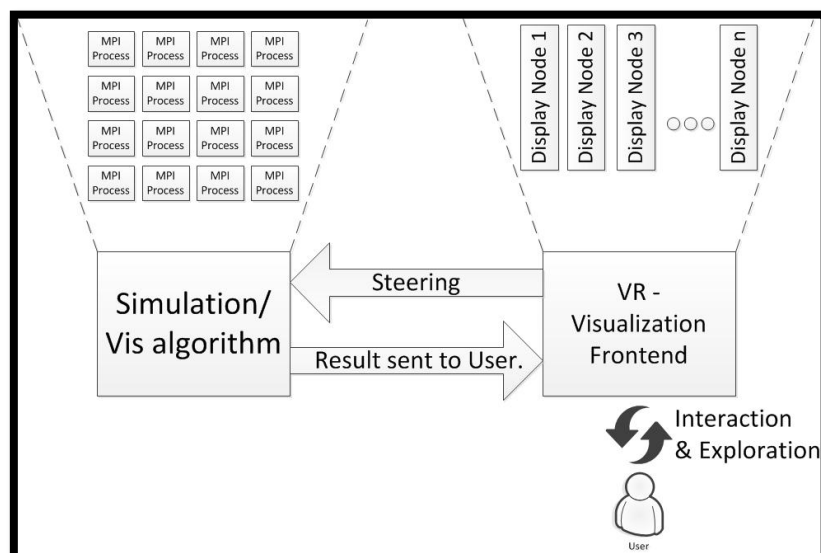 MPI MPI MPI MPI
Process Process Process Process
MPI MPI MPI MPI
Process Process Process Process
MPI MPI MPI MPI
Process Process Process Process
MPI MPI MPI MPI
Process Process Process Process
Display Node 1
Display Node 2
Display Node 3
Display Node n
Simulation/
Vis algorithm
Steering
Result sent to User.
VR -
Visualization
Frontend
Interaction
& Exploration
User